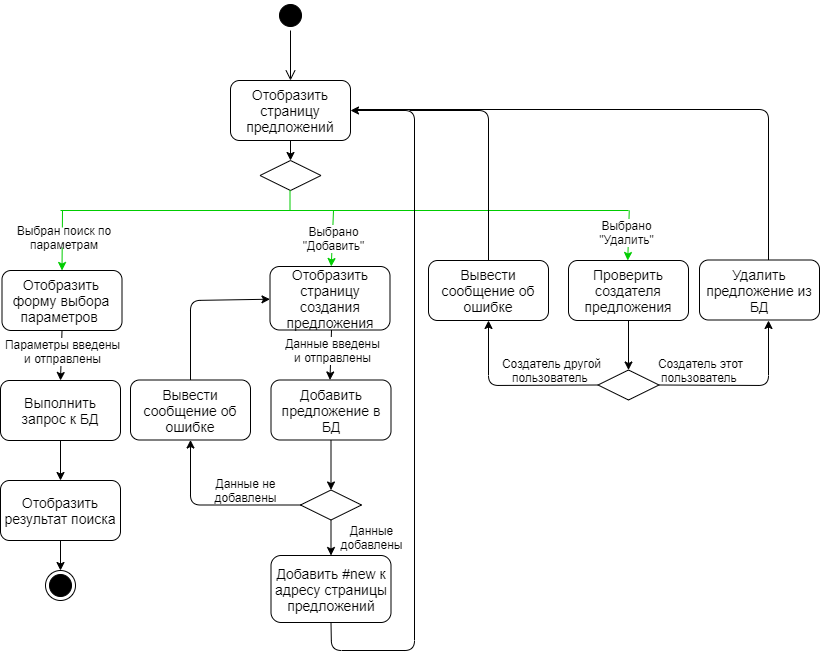 Отобразить
страницу
предложений
Выбран поиск по
параметрам
Выбрано
"Добавить"
Выбрано
"Удалить"
Отобразить
форму выбора
параметров
Отобразить
страницу
создания
предложения
Вывести
сообщение об
ошибке
Проверить
создателя
предложения
Удалить
предложение из
БД
Параметры введены
и отправлены
Данные введены
и отправлены
Создатель другой
пользователь
Создатель этот
пользователь
Выполнить
запрос к БД
Вывести
сообщение об
ошибке
Добавить
предложение в
БД
Данные не
добавлены
Отобразить
результат поиска
Данные
добавлены
Добавить #new к
адресу страницы
предложений